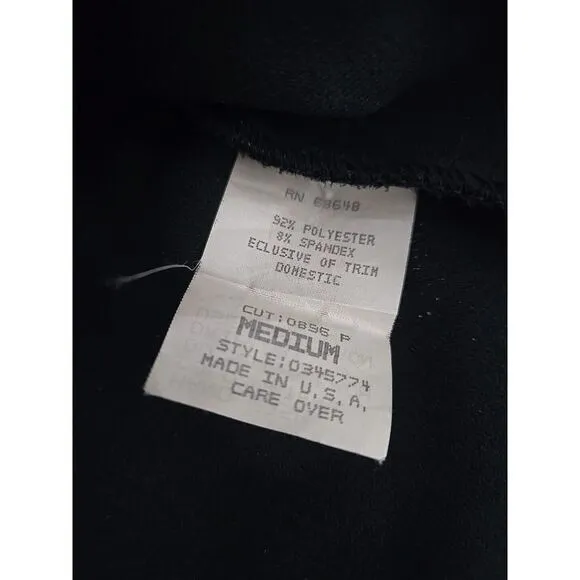 RN 68648
92% POLYESTER
8% SPANDEX
ECLUSIVE OF TRIM
DOMESTIC
CUT:0896 P
MEDIUM
STYLE:0345774
MADE IN U.S.A.
CARE OVER